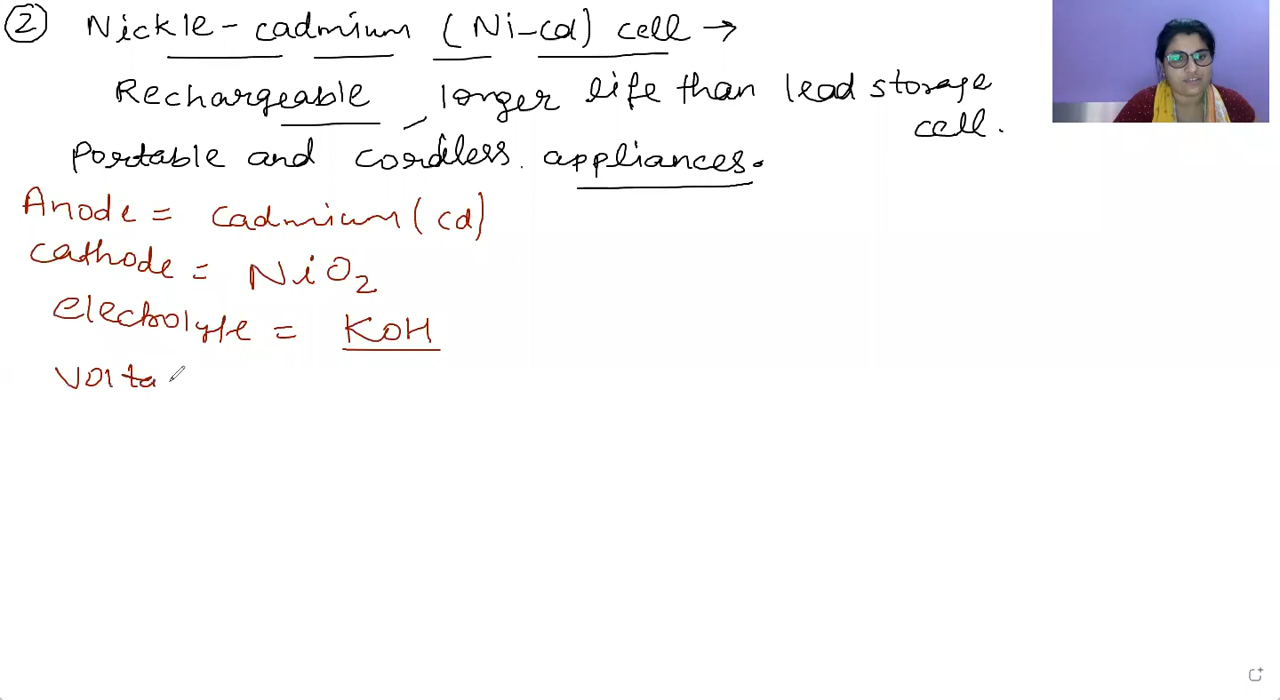 ② Nickle-cadmium (Ni-cd) cell →
Rechargeable, longer life than lead storage
cell.
Portable and cordless appliances.
Anode = cadmium (cd)
cathode = NiO2
electrolyte = KOH
Volta